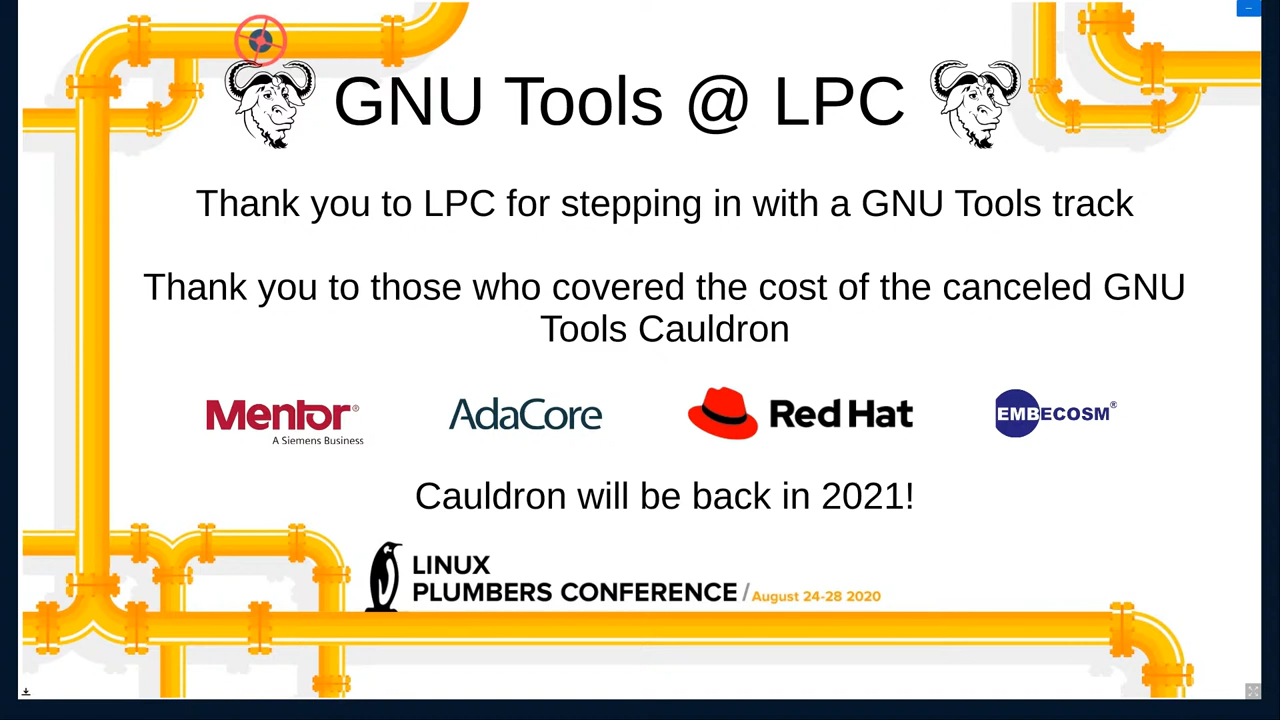 GNU Tools @ LPC
Thank you to LPC for stepping in with a GNU Tools track
Thank you to those who covered the cost of the canceled GNU
Tools Cauldron
Mentor®
A Siemens Business
AdaCore
Red Hat
EMBECOSM®
Cauldron will be back in 2021!
LINUX
PLUMBERS CONFERENCE / August 24-28 2020